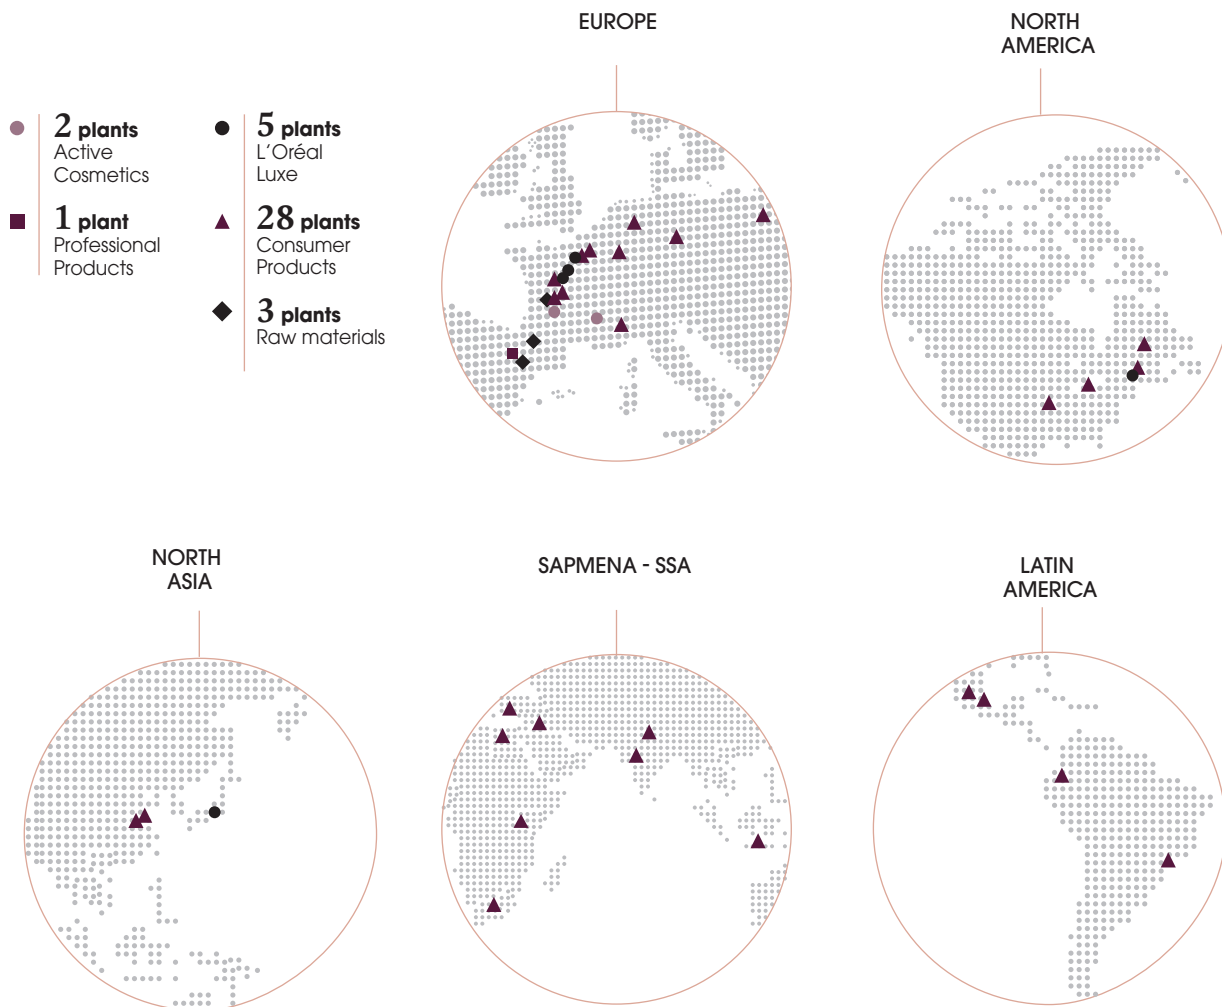 EUROPE
NORTH
AMERICA
2 plants
Active
Cosmetics
5 plants
L'Oréal
Luxe
1 plant
Professional
Products
28 plants
Consumer
Products
3 plants
Raw materials
NORTH
ASIA
SAPMENA - SSA
LATIN
AMERICA